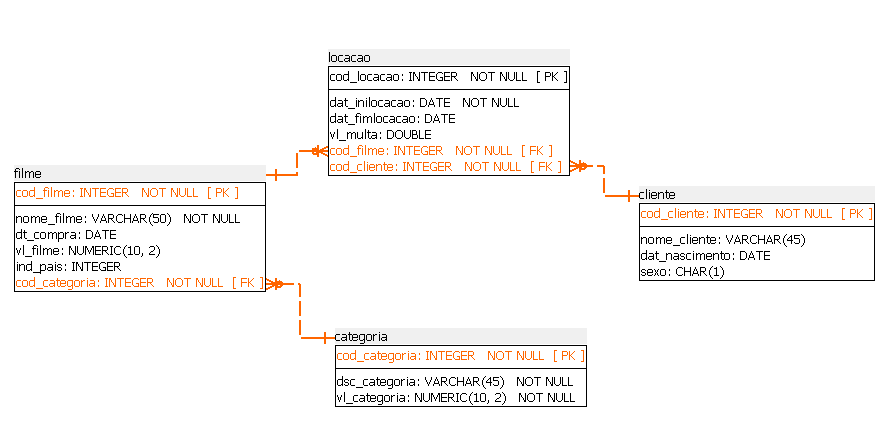 locacao
cod_locacao: INTEGER NOT NULL [ PK ]
dat_inilocacao: DATE NOT NULL
dat_fimlocacao: DATE
vl_multa: DOUBLE
cod_filme: INTEGER NOT NULL [ FK ]
cod_cliente: INTEGER NOT NULL [ FK ]
filme
cod_filme: INTEGER NOT NULL [ PK ]
nome_filme: VARCHAR(50) NOT NULL
dt_compra: DATE
vl_filme: NUMERIC(10, 2)
ind_pais: INTEGER
cod_categoria: INTEGER NOT NULL [ FK ]
cliente
cod_cliente: INTEGER NOT NULL [ PK ]
nome_cliente: VARCHAR(45)
dat_nascimento: DATE
sexo: CHAR(1)
categoria
cod_categoria: INTEGER NOT NULL [ PK ]
dsc_categoria: VARCHAR(45) NOT NULL
vl_categoria: NUMERIC(10, 2) NOT NULL